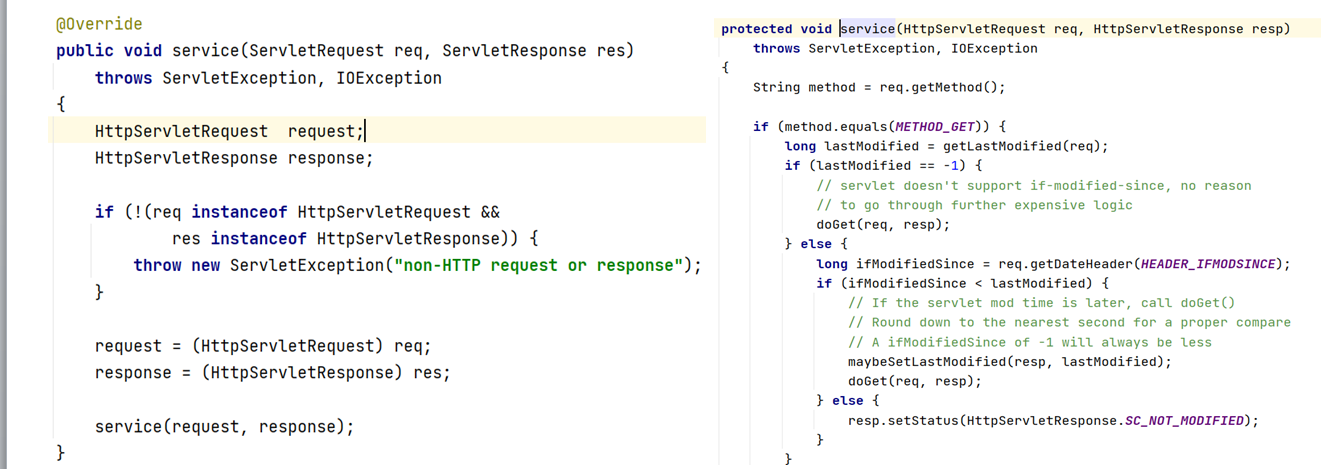 @Override
public void service(ServletRequest req, ServletResponse res)
    throws ServletException, IOException
{
    HttpServletRequest  request;
    HttpServletResponse response;

    if (!(req instanceof HttpServletRequest &&
            res instanceof HttpServletResponse)) {
        throw new ServletException("non-HTTP request or response");
    }

    request = (HttpServletRequest) req;
    response = (HttpServletResponse) res;

    service(request, response);
}
protected void service(HttpServletRequest req, HttpServletResponse resp)
    throws ServletException, IOException
{
    String method = req.getMethod();

    if (method.equals(METHOD_GET)) {
        long lastModified = getLastModified(req);
        if (lastModified == -1) {
            // servlet doesn't support if-modified-since, no reason
            // to go through further expensive logic
            doGet(req, resp);
        } else {
            long ifModifiedSince = req.getDateHeader(HEADER_IFMODSINCE);
            if (ifModifiedSince < lastModified) {
                // If the servlet mod time is later, call doGet()
                // Round down to the nearest second for a proper compare
                // A ifModifiedSince of -1 will always be less
                maybeSetLastModified(resp, lastModified);
                doGet(req, resp);
            } else {
                resp.setStatus(HttpServletResponse.SC_NOT_MODIFIED);
            }
        }